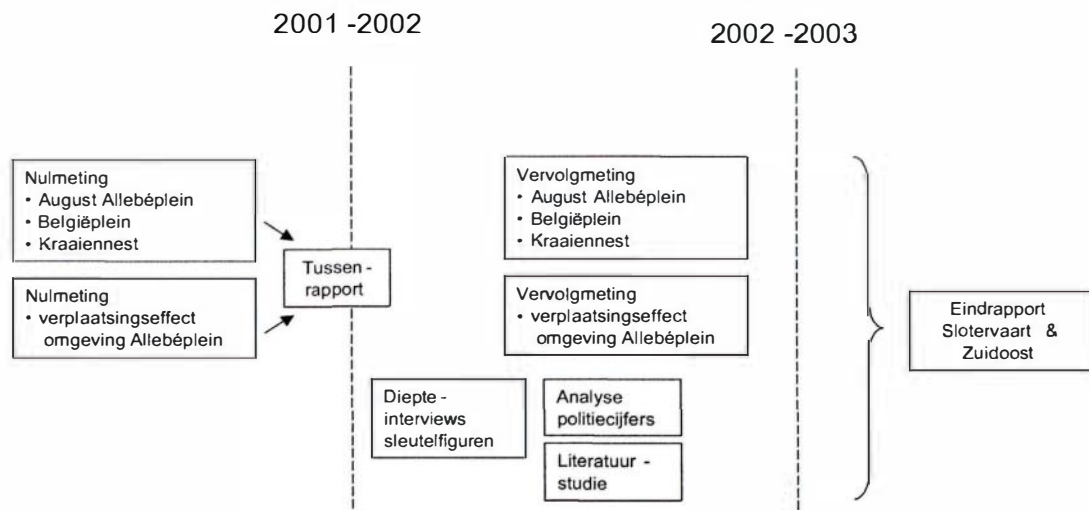 2001 -2002
2002 -2003
Nulmeting
• August Allebéplein
• Belgiëplein
• Kraaiennest
Nulmeting
• verplaatsingseffect
omgeving Allebéplein
Tussen -
rapport
Vervolgmeting
• August Allebéplein
• Belgiëplein
• Kraaiennest
Vervolgmeting
• verplaatsingseffect
omgeving Allebéplein
Diepte -
interviews
sleutelfiguren
Analyse
politiecijfers
Literatuur -
studie
Eindrapport
Slotervaart &
Zuidoost